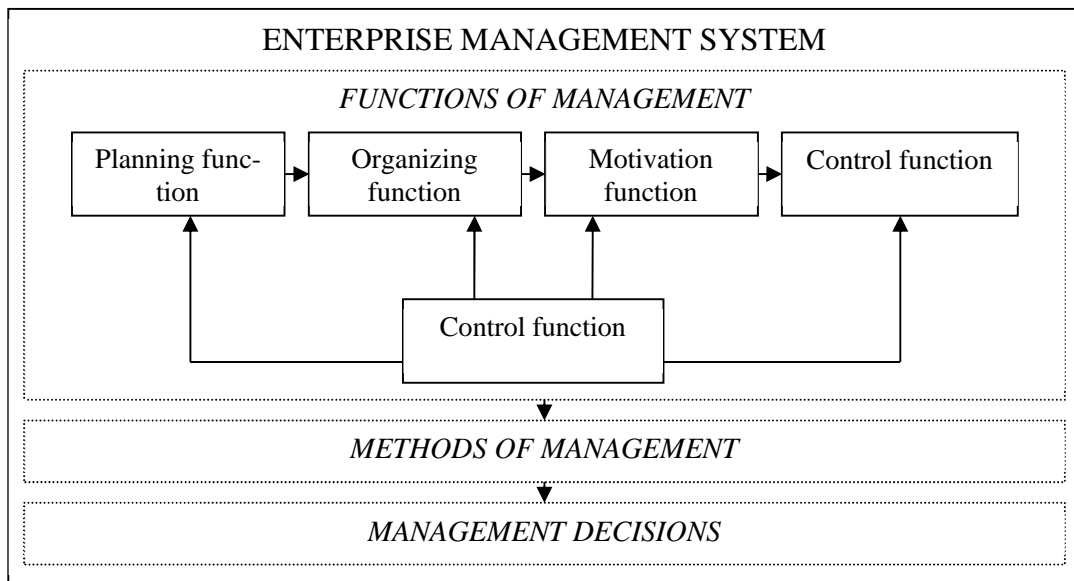 ENTERPRISE MANAGEMENT SYSTEM
FUNCTIONS OF MANAGEMENT
Planning func-
tion
Organizing
function
Motivation
function
Control function
Control function
METHODS OF MANAGEMENT
MANAGEMENT DECISIONS